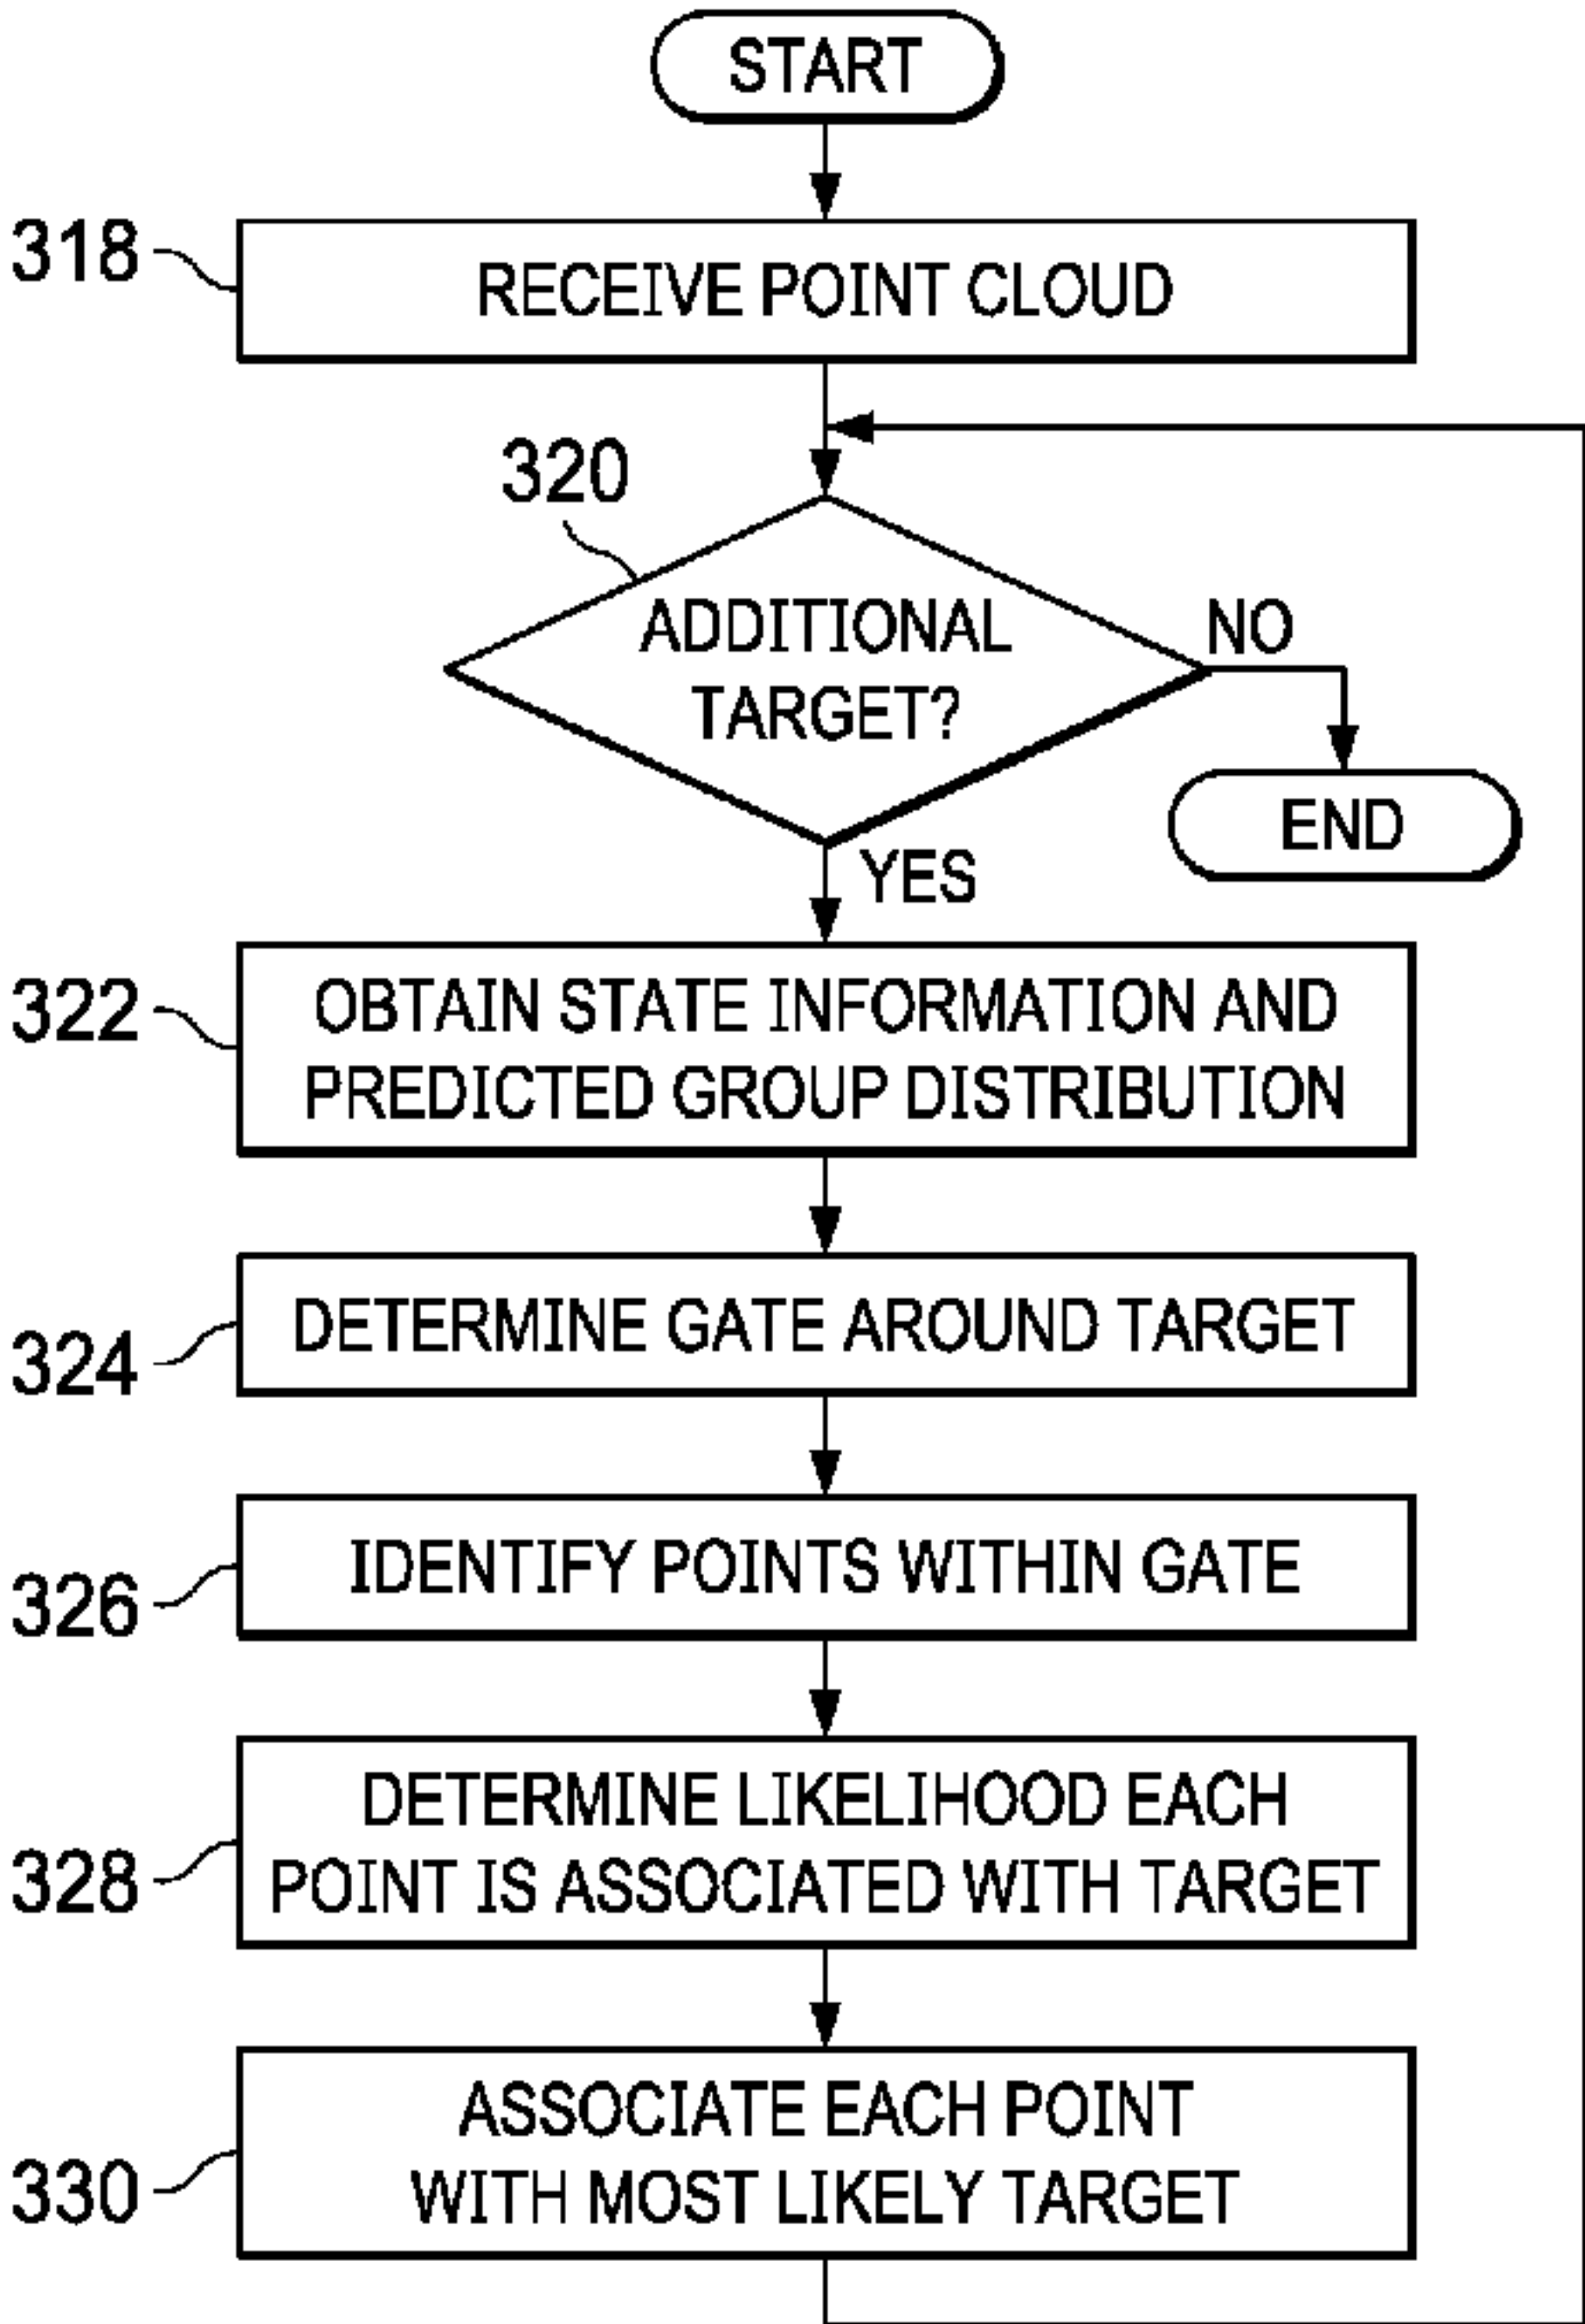 START
318
RECEIVE POINT CLOUD
320
ADDITIONAL
TARGET?
NO
END
YES
322
OBTAIN STATE INFORMATION AND
PREDICTED GROUP DISTRIBUTION
324
DETERMINE GATE AROUND TARGET
326
IDENTIFY POINTS WITHIN GATE
328
DETERMINE LIKELIHOOD EACH
POINT IS ASSOCIATED WITH TARGET
330
ASSOCIATE EACH POINT
WITH MOST LIKELY TARGET